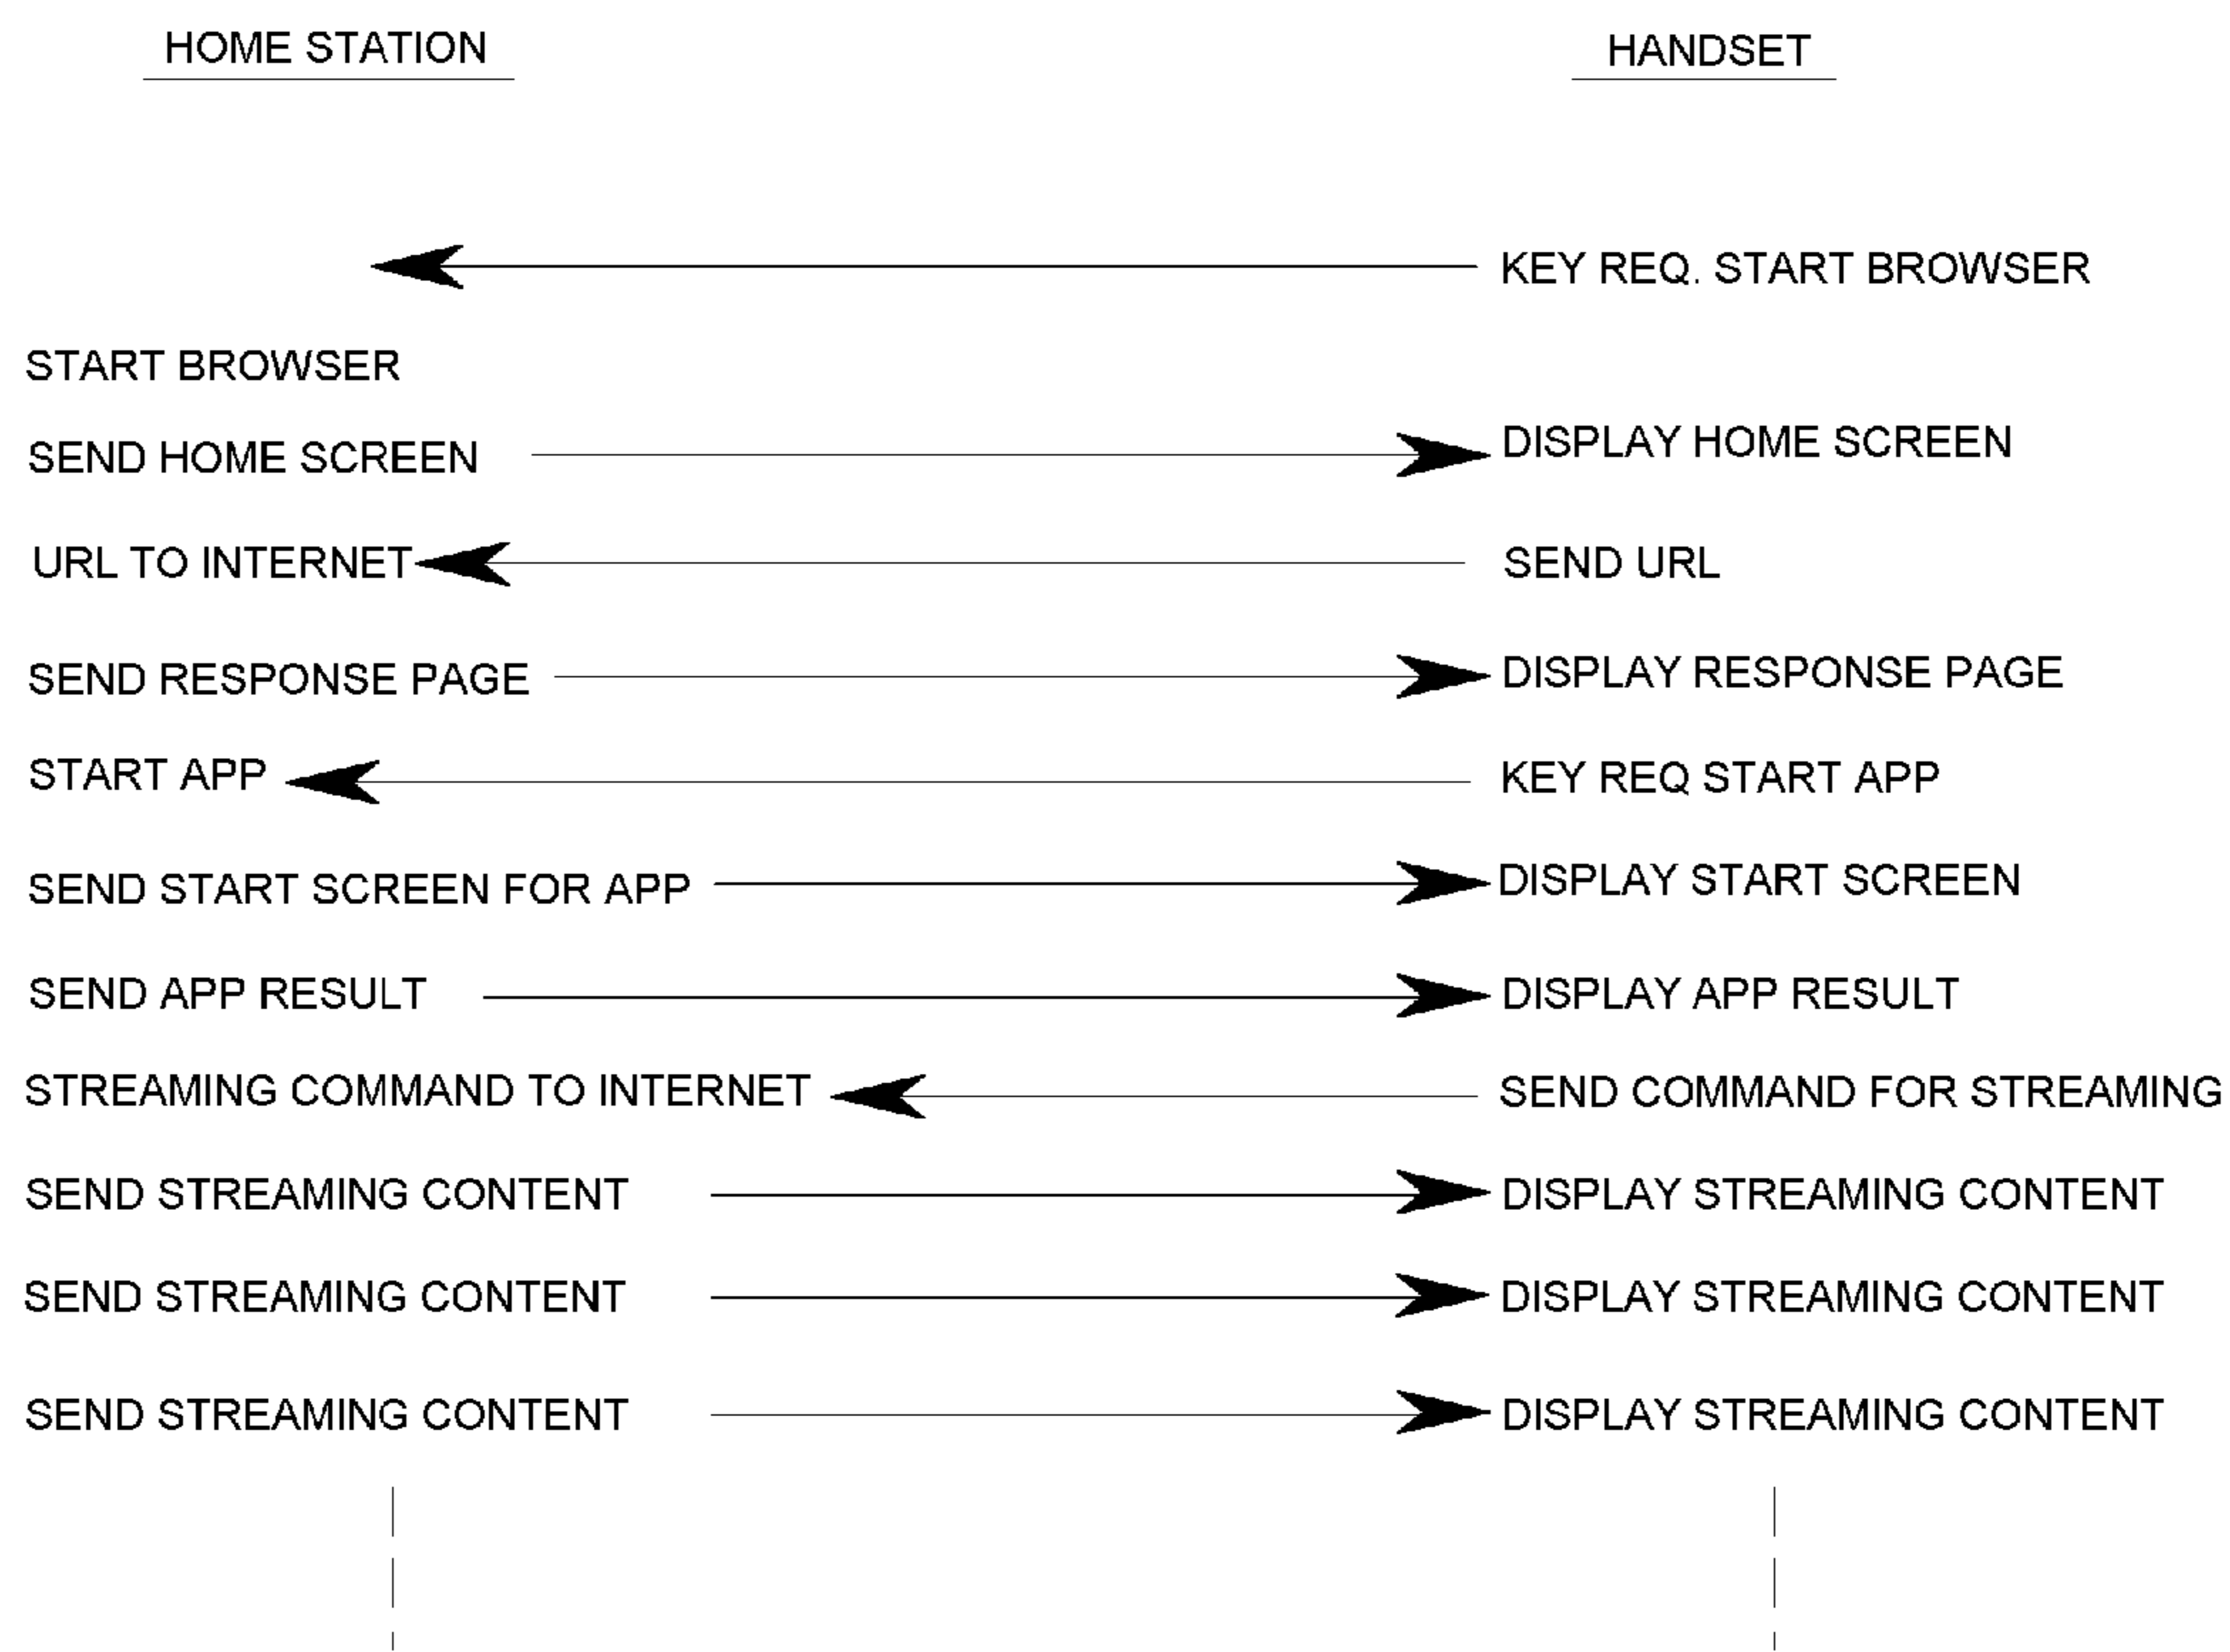 HOME STATION
HANDSET
KEY REQ. START BROWSER
START BROWSER
SEND HOME SCREEN
DISPLAY HOME SCREEN
URL TO INTERNET
SEND URL
SEND RESPONSE PAGE
DISPLAY RESPONSE PAGE
START APP
KEY REQ START APP
SEND START SCREEN FOR APP
DISPLAY START SCREEN
SEND APP RESULT
DISPLAY APP RESULT
STREAMING COMMAND TO INTERNET
SEND COMMAND FOR STREAMING
SEND STREAMING CONTENT
DISPLAY STREAMING CONTENT
SEND STREAMING CONTENT
DISPLAY STREAMING CONTENT
SEND STREAMING CONTENT
DISPLAY STREAMING CONTENT